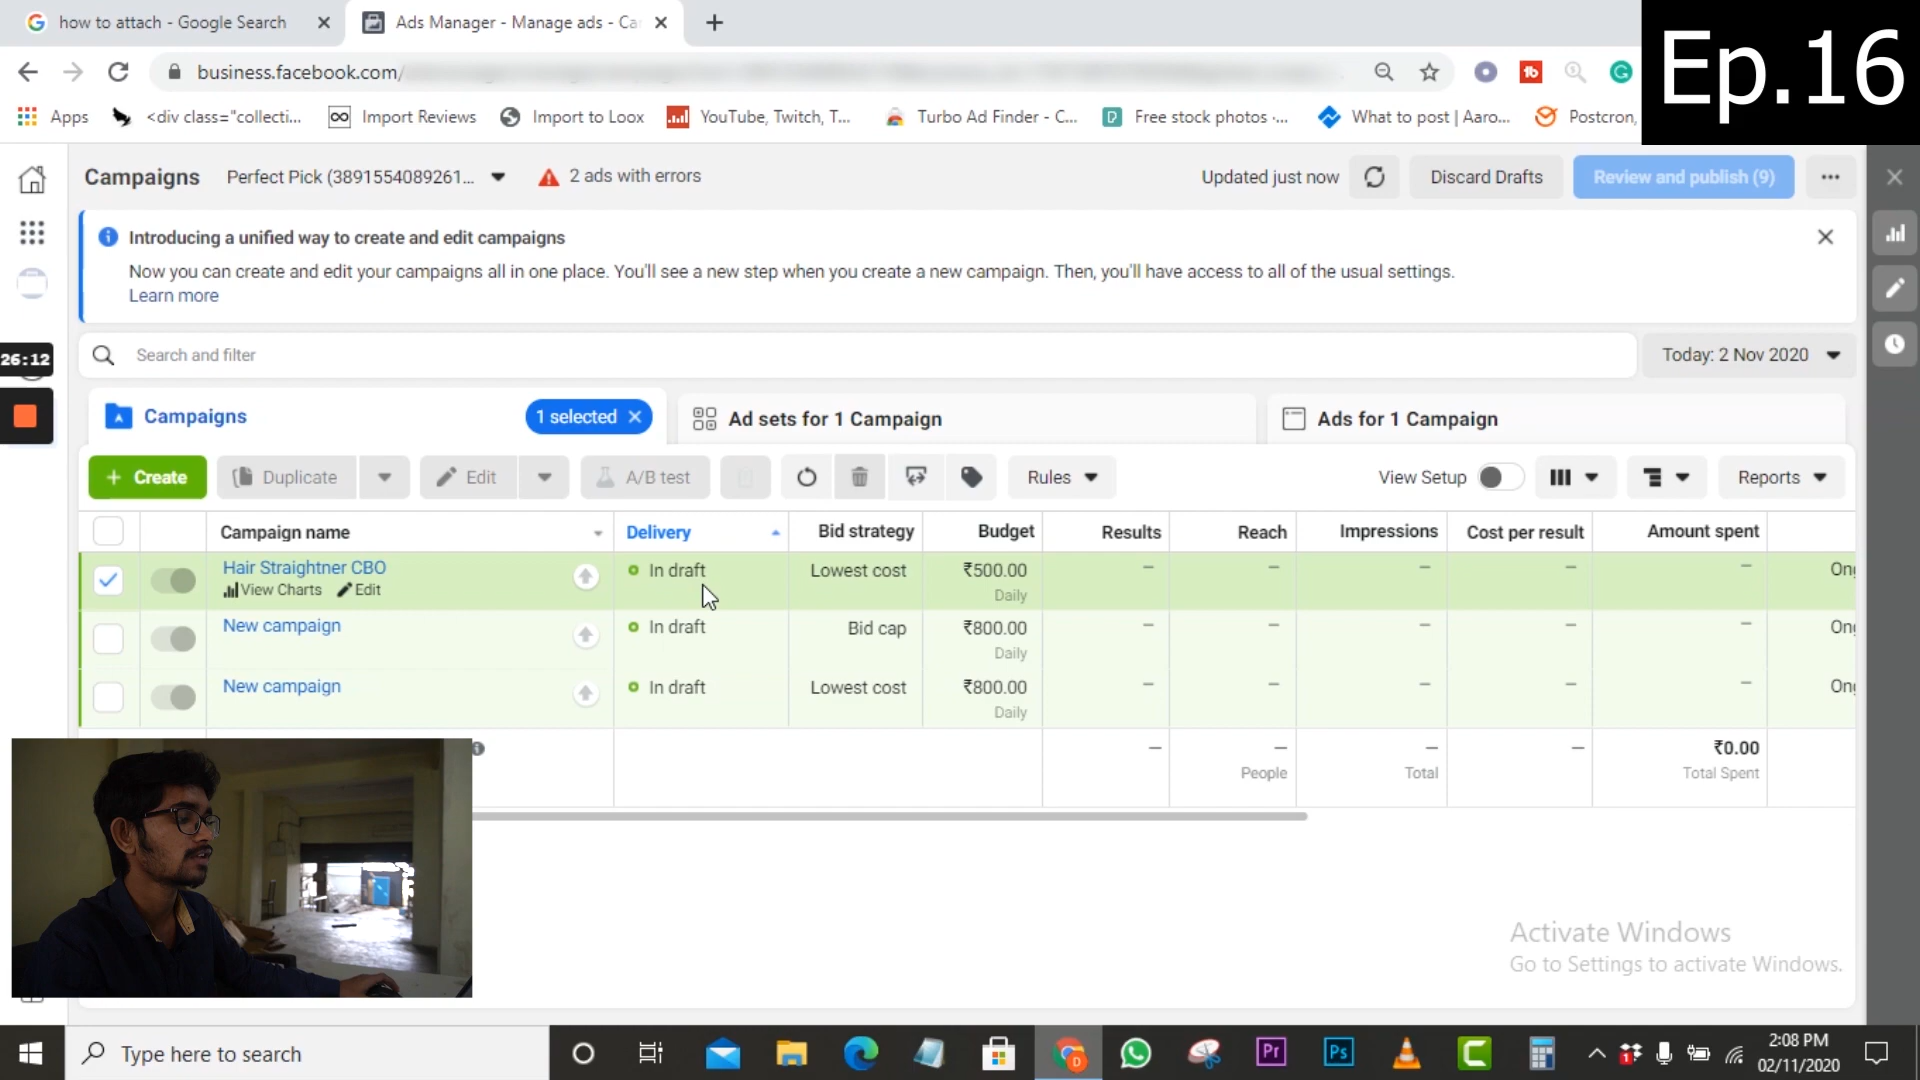 how to attach - Google Search
Ads Manager - Manage ads - Ca
Ep.16
business.facebook.com/
Apps
<div class="collecti...
Import Reviews
Import to Loox
YouTube, Twitch, T...
Turbo Ad Finder - C...
Free stock photos ·...
What to post | Aaro...
Postcron,
Campaigns
Perfect Pick (3891554089261...
2 ads with errors
Updated just now
Discard Drafts
Review and publish (9)
Introducing a unified way to create and edit campaigns
Now you can create and edit your campaigns all in one place. You'll see a new step when you create a new campaign. Then, you'll have access to all of the usual settings.
Learn more
26:12
Search and filter
Today: 2 Nov 2020
Campaigns
1 selected
Ad sets for 1 Campaign
Ads for 1 Campaign
+ Create
Duplicate
Edit
A/B test
Rules
View Setup
Reports
Campaign name
Delivery
Bid strategy
Budget
Results
Reach
Impressions
Cost per result
Amount spent
Hair Straightner CBO
View Charts
Edit
In draft
Lowest cost
₹500.00
Daily
—
—
—
—
—
Ong
New campaign
In draft
Bid cap
₹800.00
Daily
—
—
—
—
—
Ong
New campaign
In draft
Lowest cost
₹800.00
Daily
—
—
—
—
—
Ong
—
—
People
—
Total
—
₹0.00
Total Spent
Activate Windows
Go to Settings to activate Windows.
Type here to search
Pr
Ps
2:08 PM
02/11/2020